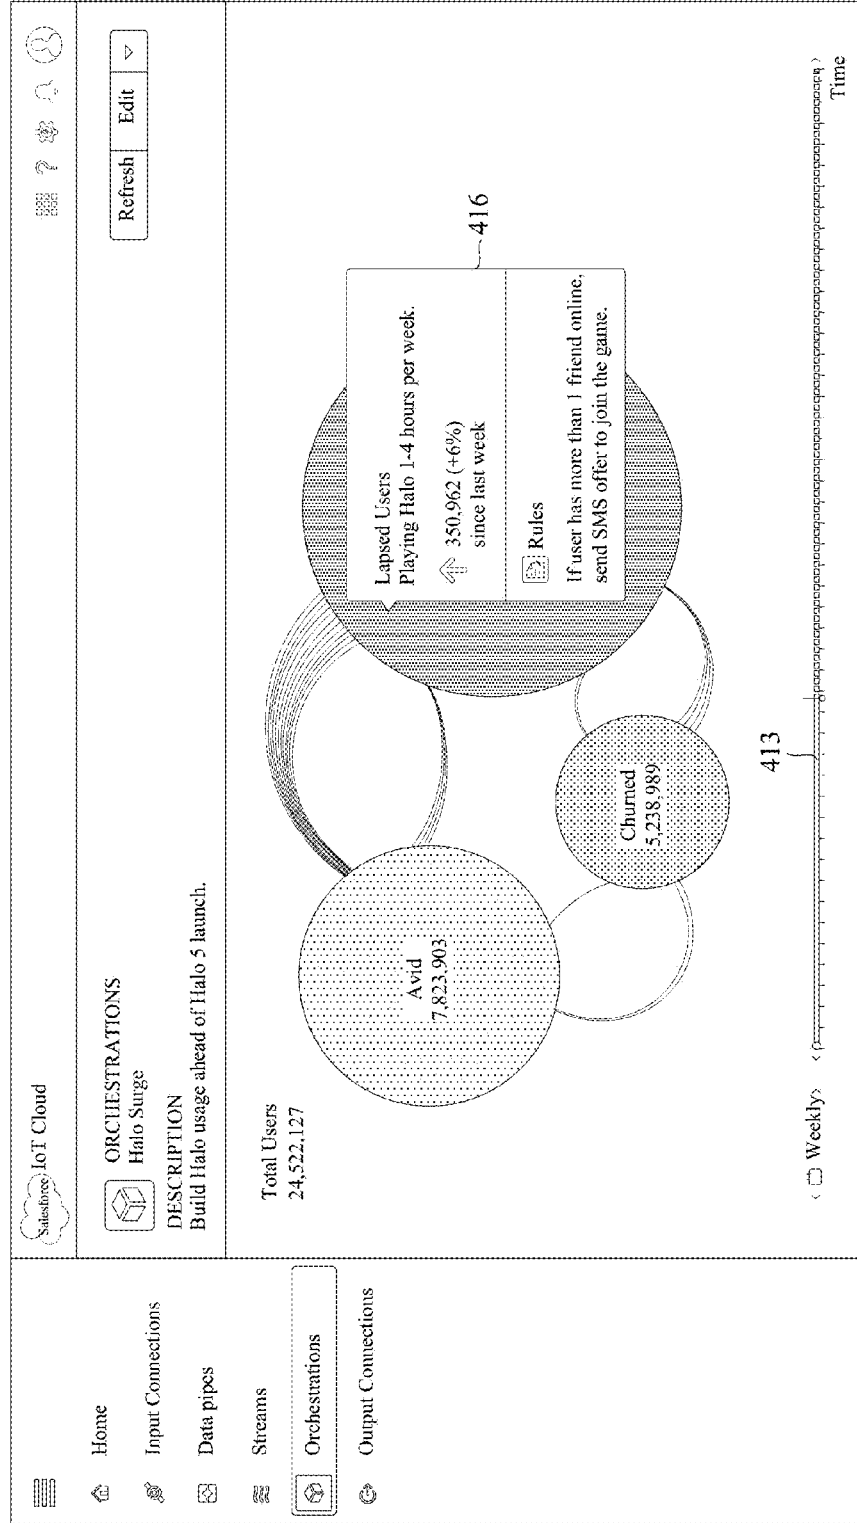 Salesforce IoT Cloud
?
Home
Input Connections
Data pipes
Streams
Orchestrations
Output Connections
ORCHESTRATIONS
Halo Surge
Refresh
Edit
DESCRIPTION
Build Halo usage ahead of Halo 5 launch.
Total Users
24,522,127
Avid
7,823,903
Churned
5,238,989
Lapsed Users
Playing Halo 1-4 hours per week.
350,962 (+6%)
since last week
Rules
If user has more than 1 friend online,
send SMS offer to join the game.
416
413
< Weekly>
Time